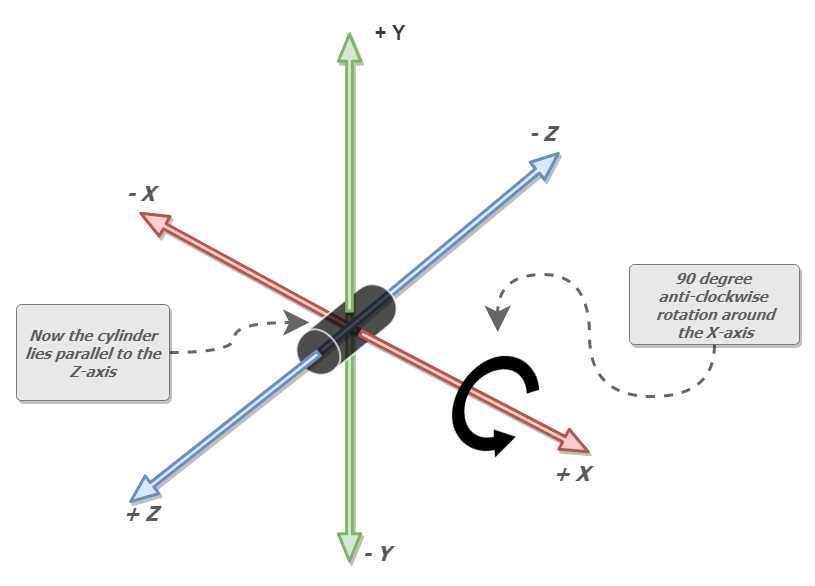 + Y
- Z
- X
90 degree
anti-clockwise
rotation around
the X-axis
Now the cylinder
lies parallel to the
Z-axis
+ X
+ Z
- Y